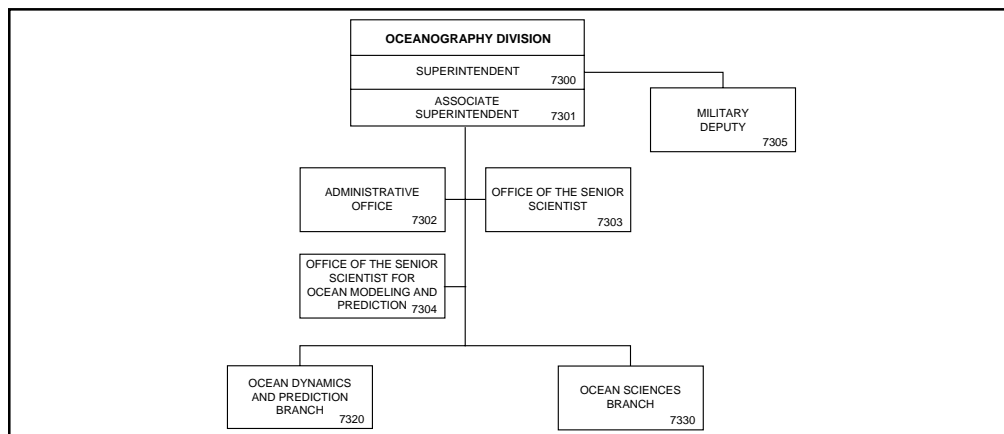 OCEANOGRAPHY DIVISION
SUPERINTENDENT
7300
ASSOCIATE
SUPERINTENDENT
7301
MILITARY
DEPUTY
7305
ADMINISTRATIVE
OFFICE
7302
OFFICE OF THE SENIOR
SCIENTIST
7303
OFFICE OF THE SENIOR
SCIENTIST FOR
OCEAN MODELING AND
PREDICTION
7304
OCEAN DYNAMICS
AND PREDICTION
BRANCH
7320
OCEAN SCIENCES
BRANCH
7330